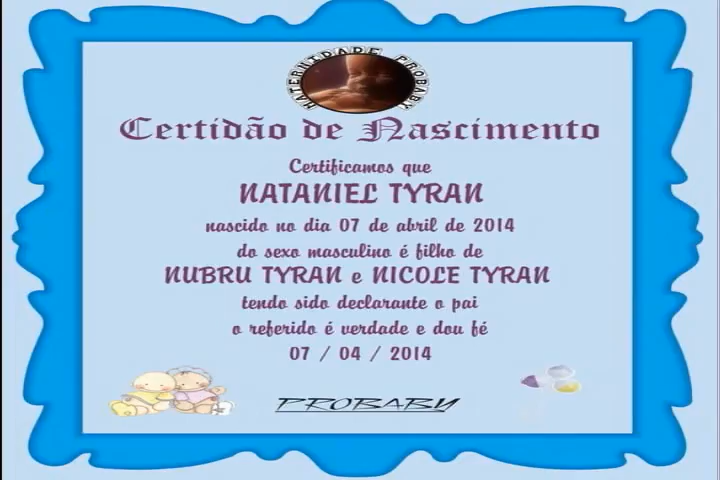 MATERNIDADE PROBABY
Certidão de Nascimento
Certificamos que
NATANIEL TYRAN
nascido no dia 07 de abril de 2014
do sexo masculino é filho de
NUBRU TYRAN e NICOLE TYRAN
tendo sido declarante o pai
o referido é verdade e dou fé
07 / 04 / 2014
PROBABY